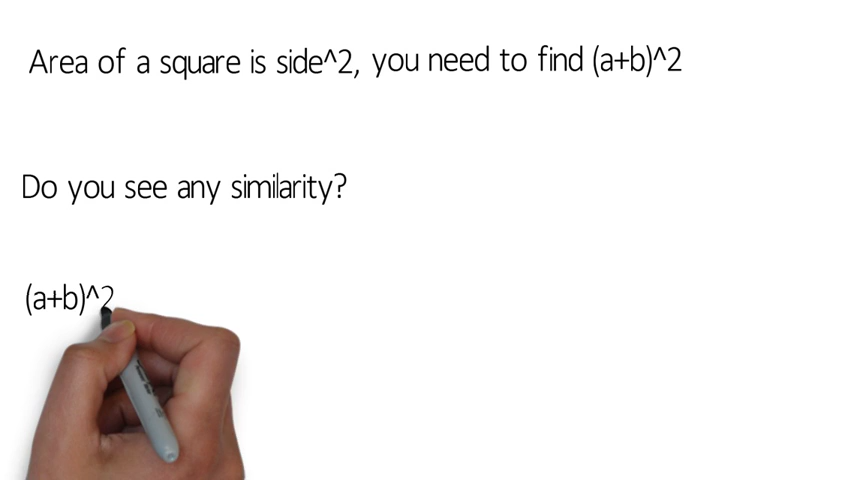 Area of a square is side^2, you need to find (a+b)^2
Do you see any similarity?
(a+b)^2